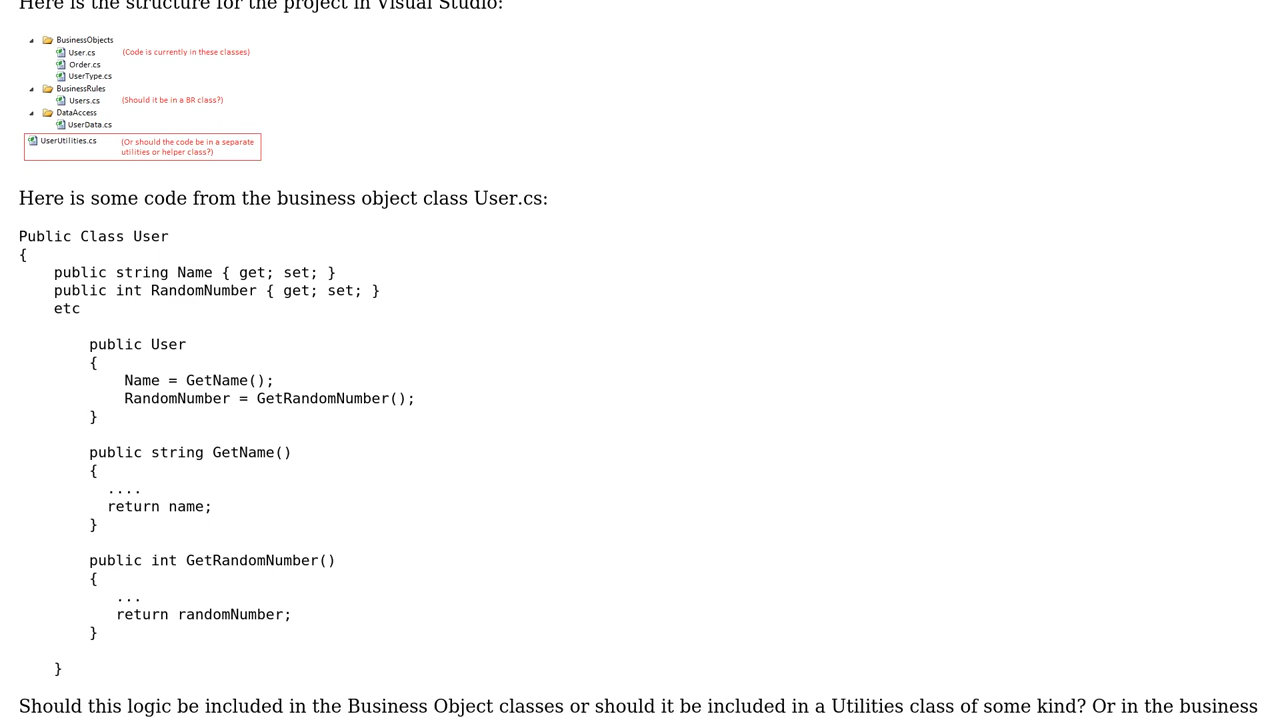 Here is the structure for the project in Visual Studio:
BusinessObjects
User.cs (Code is currently in these classes)
Order.cs
UserType.cs
BusinessRules
Users.cs (Should it be in a BR class?)
DataAccess
UserData.cs
UserUtilities.cs (Or should the code be in a separate
utilities or helper class?)
Here is some code from the business object class User.cs:
Public Class User
{
    public string Name { get; set; }
    public int RandomNumber { get; set; }
    etc
        public User
        {
            Name = GetName();
            RandomNumber = GetRandomNumber();
        }
        public string GetName()
        {
          ....
          return name;
        }
        public int GetRandomNumber()
        {
           ...
           return randomNumber;
        }
    }
Should this logic be included in the Business Object classes or should it be included in a Utilities class of some kind? Or in the business